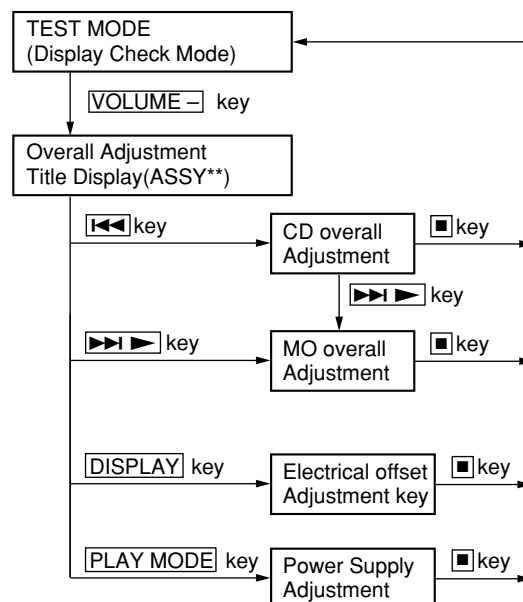 TEST MODE
(Display Check Mode)
VOLUME – key
Overall Adjustment
Title Display(ASSY**)
key
CD overall
Adjustment
key
key
key
MO overall
Adjustment
key
DISPLAY key
Electrical offset
Adjustment key
key
PLAY MODE key
Power Supply
Adjustment
key